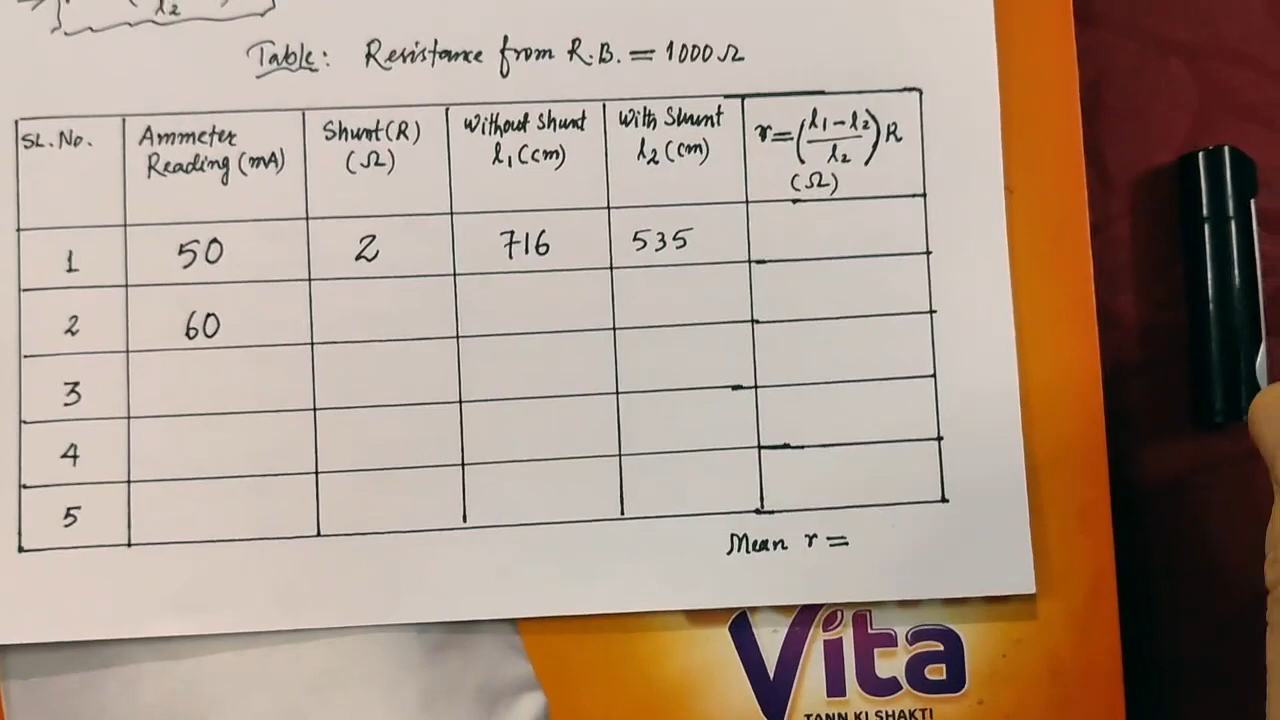 l₂
Table: Resistance from R.B. = 1000 Ω
SL. No.
Ammeter
Reading (mA)
Shunt (R)
(Ω)
Without Shunt
l₁ (cm)
With Shunt
l₂ (cm)
r = ((l₁ - l₂)/l₂) R
(Ω)
1 50 2 716 535
2 60
3
4
5
Mean r =
Vita
TANN KI SHAKTI